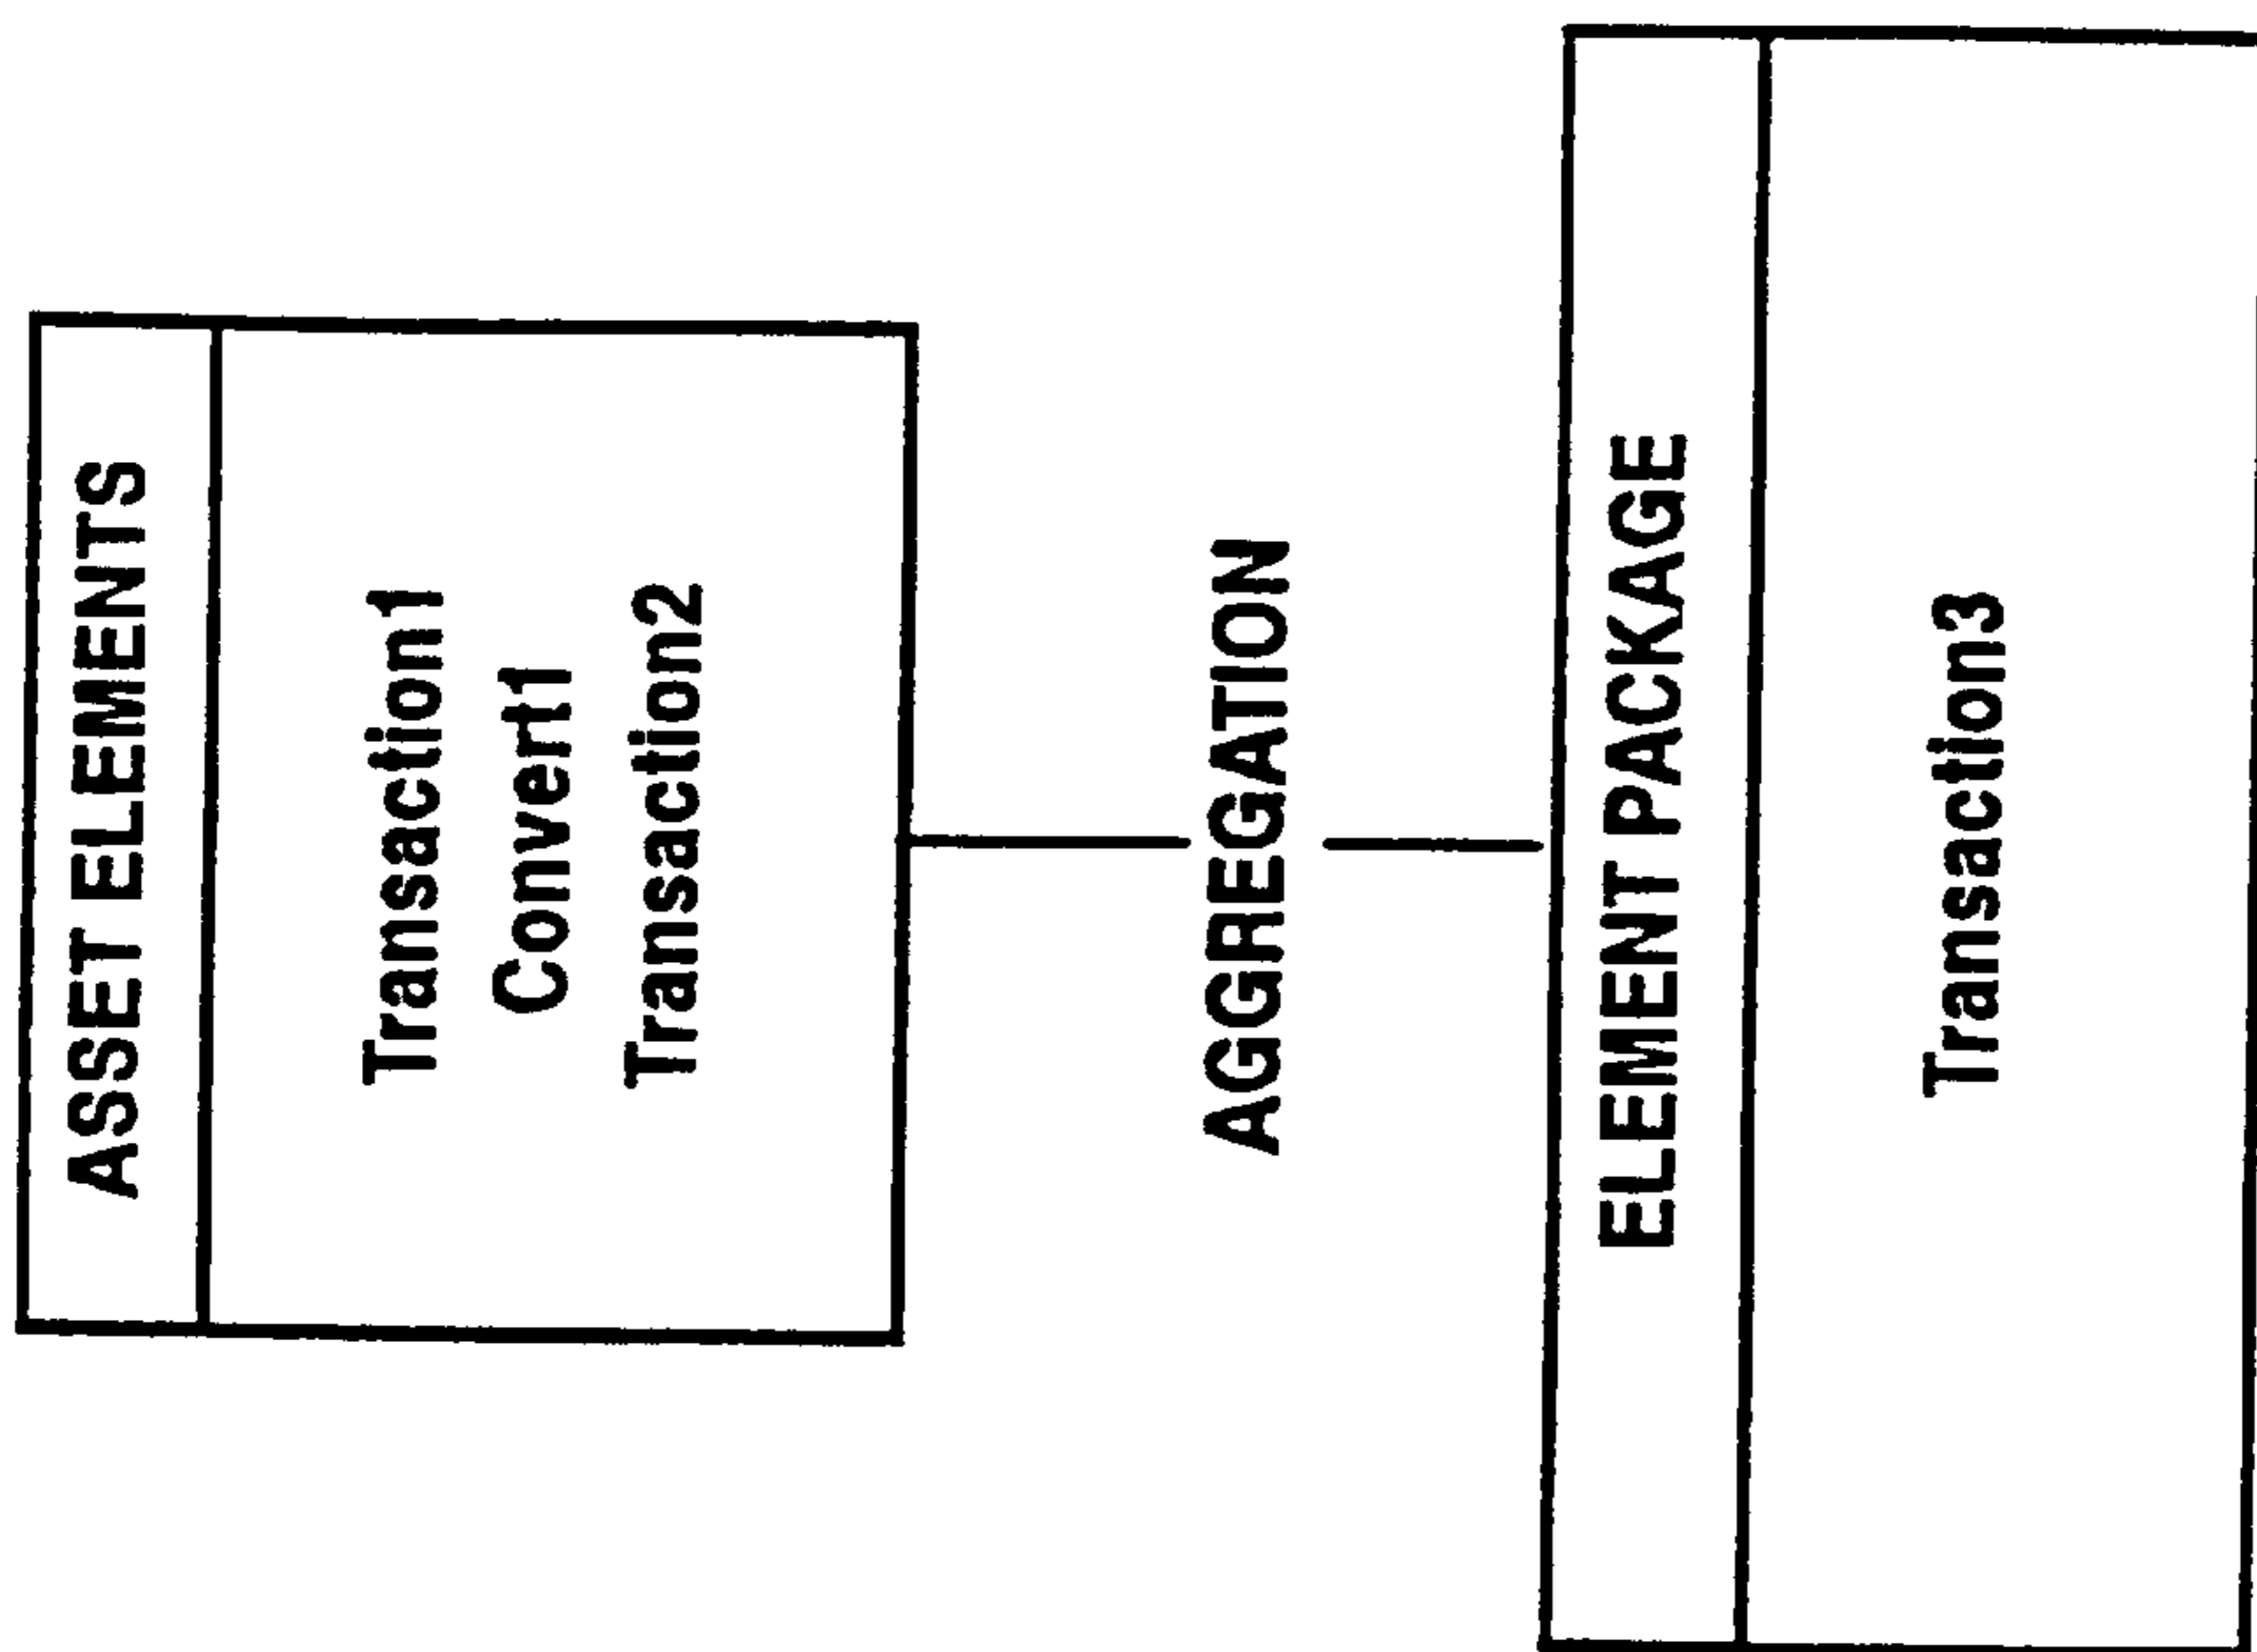 ASSET ELEMENTS
Transaction1
Convert1
Transaction2
AGGREGATION
ELEMENT PACKAGE
Transaction3